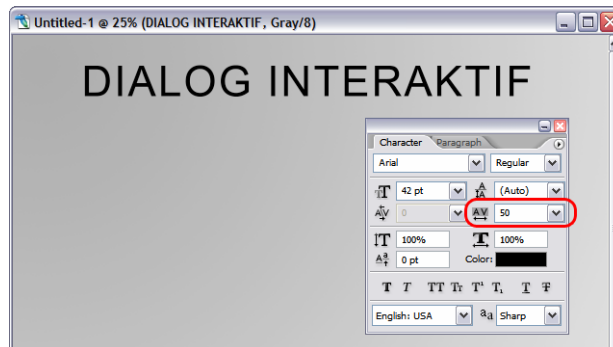 Untitled-1 @ 25% (DIALOG INTERAKTIF, Gray/8)
DIALOG INTERAKTIF
Character Paragraph
Arial Regular
42 pt (Auto)
0 50
100% 100%
0 pt Color:
T T TT Tr T¹ T₁ T T
English: USA aa Sharp